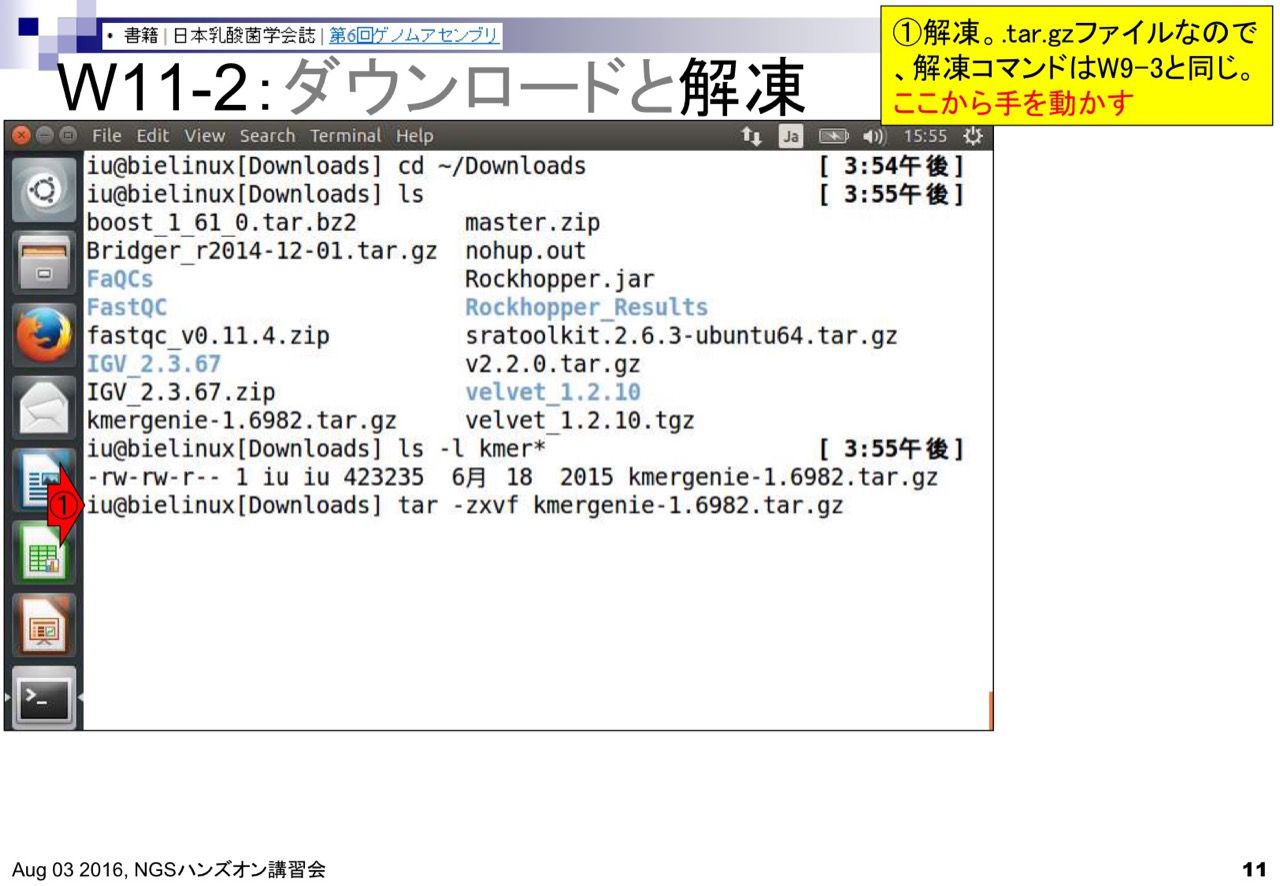 • 書籍 | 日本乳酸菌学会誌 | 第6回ゲノムアセンブリ
W11-2:ダウンロードと解凍
①解凍。.tar.gzファイルなので
、解凍コマンドはW9-3と同じ。
ここから手を動かす
File Edit View Search Terminal Help Ja 15:55
iu@bielinux[Downloads] cd ~/Downloads [ 3:54午後]
iu@bielinux[Downloads] ls [ 3:55午後]
boost_1_61_0.tar.bz2 master.zip
Bridger_r2014-12-01.tar.gz nohup.out
FaQCs Rockhopper.jar
FastQC Rockhopper_Results
fastqc_v0.11.4.zip sratoolkit.2.6.3-ubuntu64.tar.gz
IGV_2.3.67 v2.2.0.tar.gz
IGV_2.3.67.zip velvet_1.2.10
kmergenie-1.6982.tar.gz velvet_1.2.10.tgz
iu@bielinux[Downloads] ls -l kmer* [ 3:55午後]
-rw-rw-r-- 1 iu iu 423235 6月 18 2015 kmergenie-1.6982.tar.gz
①iu@bielinux[Downloads] tar -zxvf kmergenie-1.6982.tar.gz
Aug 03 2016, NGSハンズオン講習会
11